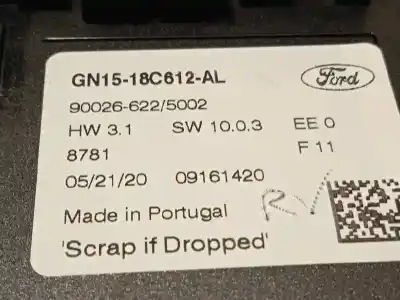 GN15-18C612-AL
Ford
90026-622/5002
HW 3.1 SW 10.0.3 EE 0
8781 F 11
05/21/20 09161420
Made in Portugal
'Scrap if Dropped'